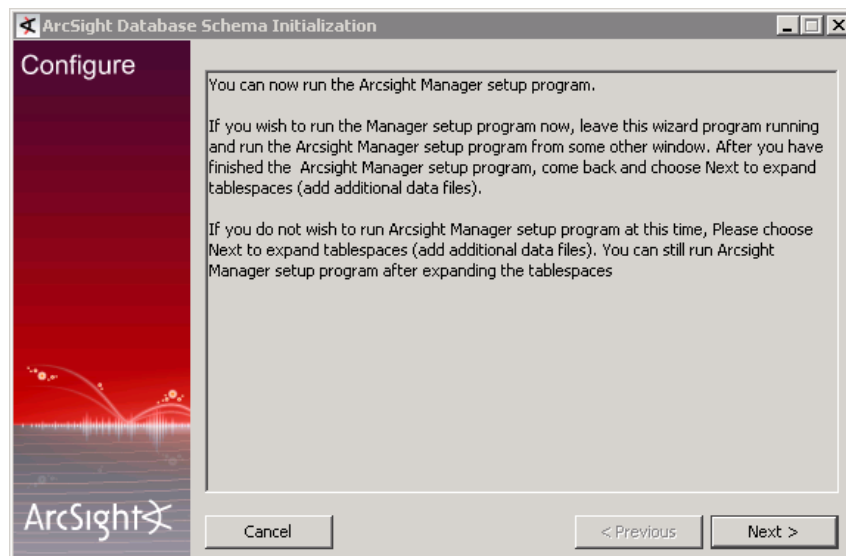 ArcSight Database Schema Initialization
Configure
You can now run the Arcsight Manager setup program.
If you wish to run the Manager setup program now, leave this wizard program running
and run the Arcsight Manager setup program from some other window. After you have
finished the  Arcsight Manager setup program, come back and choose Next to expand
tablespaces (add additional data files).
If you do not wish to run Arcsight Manager setup program at this time, Please choose
Next to expand tablespaces (add additional data files). You can still run Arcsight
Manager setup program after expanding the tablespaces
ArcSight
Cancel
< Previous
Next >